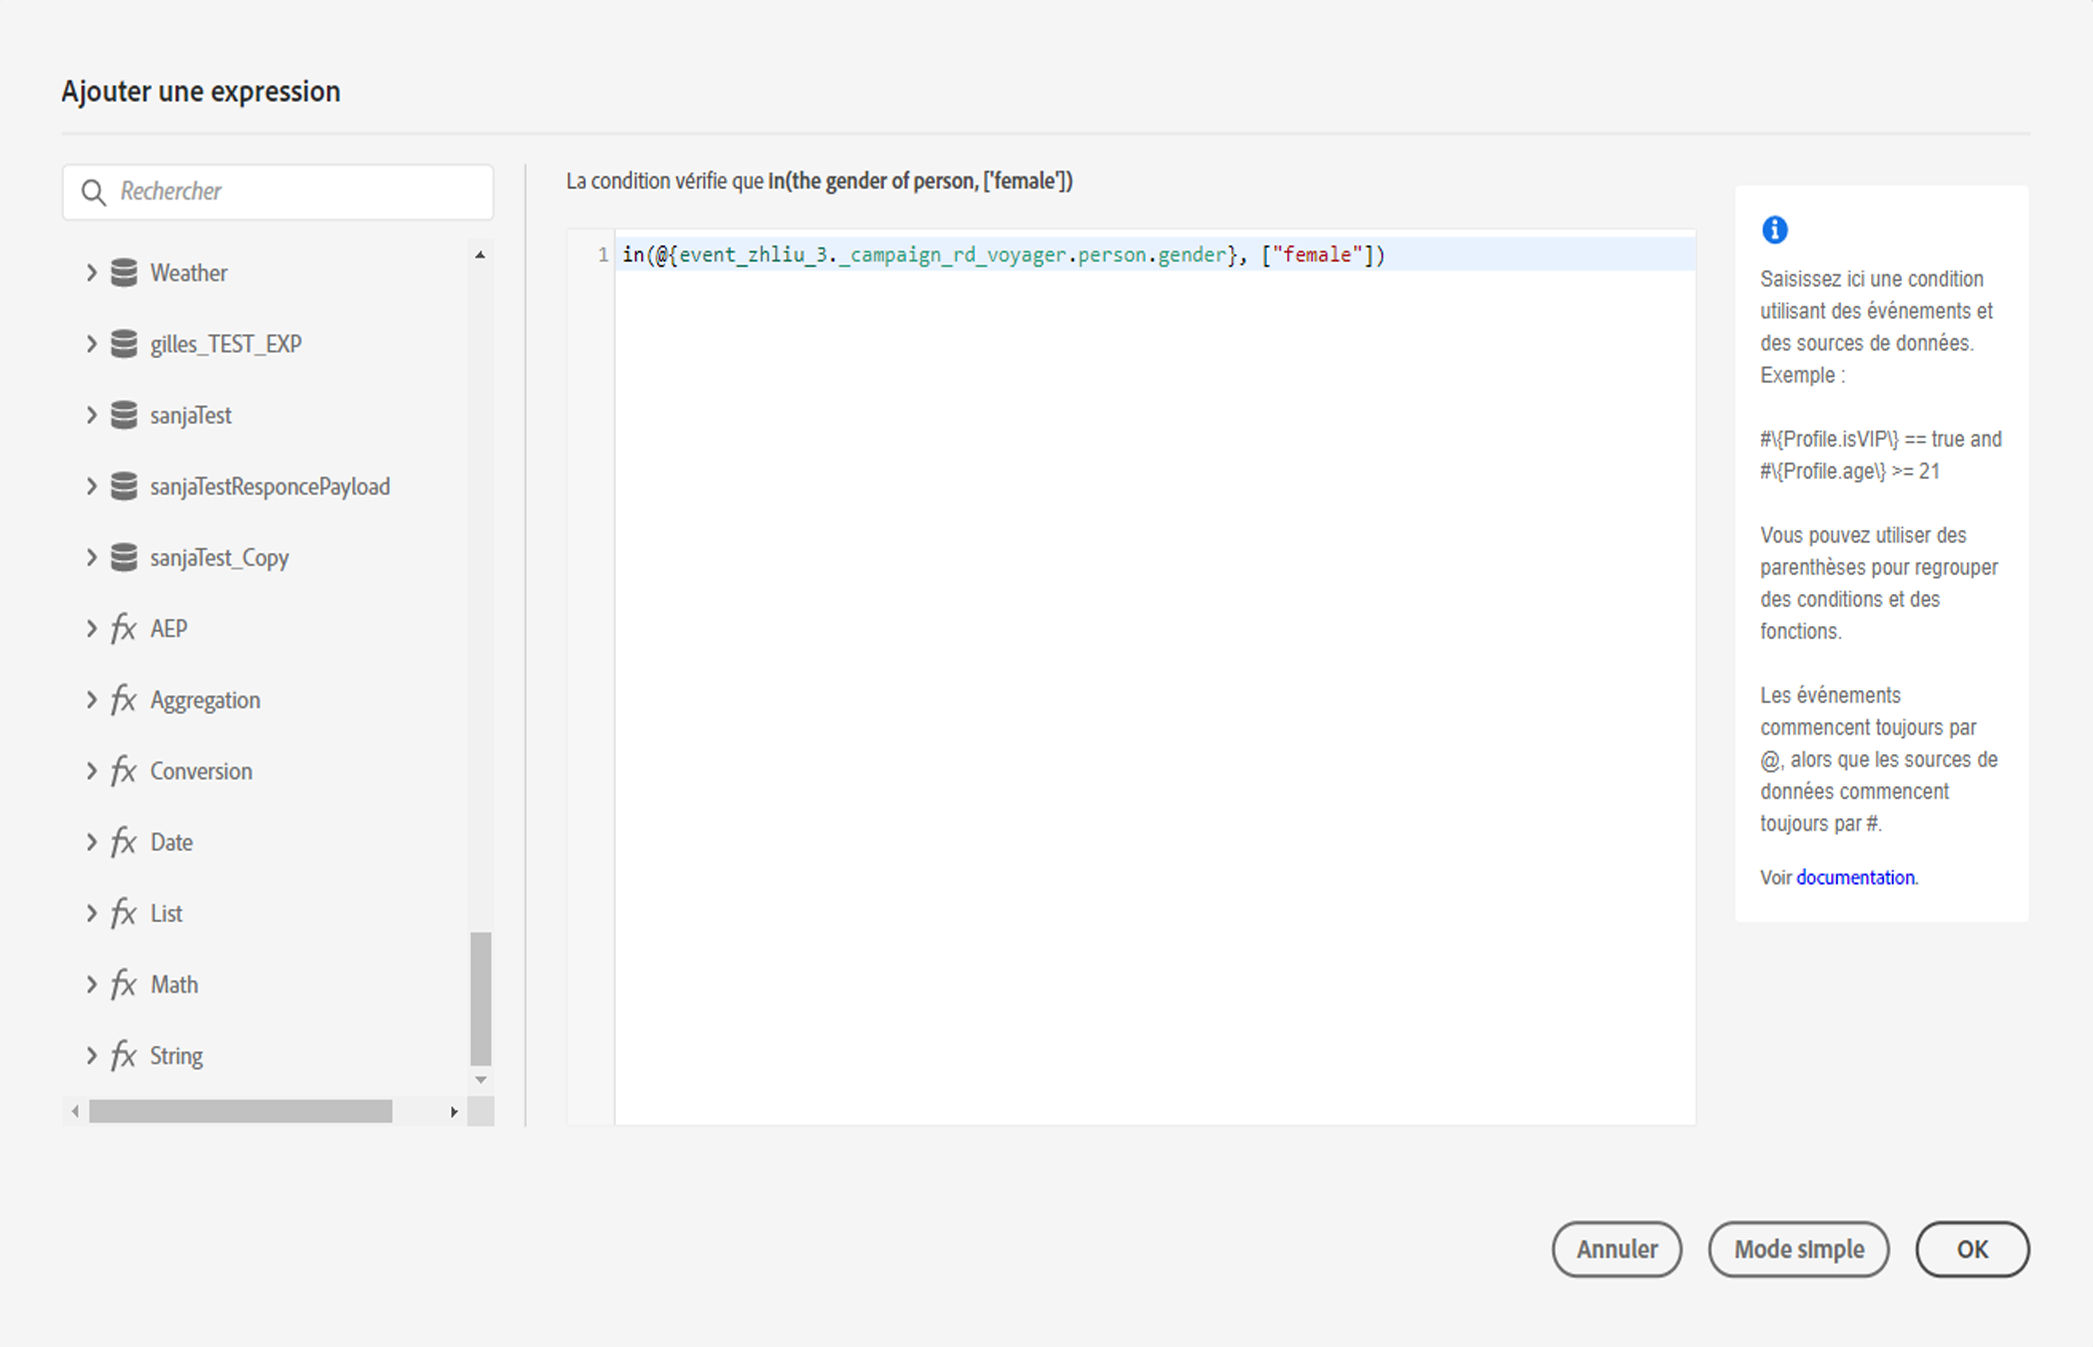 Ajouter une expression
Rechercher
Weather
gilles_TEST_EXP
sanjaTest
sanjaTestResponcePayload
sanjaTest_Copy
fx AEP
fx Aggregation
fx Conversion
fx Date
fx List
fx Math
fx String
La condition vérifie que in(the gender of person, ['female'])
1 in(@{event_zhliu_3._campaign_rd_voyager.person.gender}, ["female"])
Saisissez ici une condition
utilisant des événements et
des sources de données.
Exemple :
#\{Profile.isVIP\} == true and
#\{Profile.age\} >= 21
Vous pouvez utiliser des
parenthèses pour regrouper
des conditions et des
fonctions.
Les événements
commencent toujours par
@, alors que les sources de
données commencent
toujours par #.
Voir documentation.
Annuler
Mode simple
OK